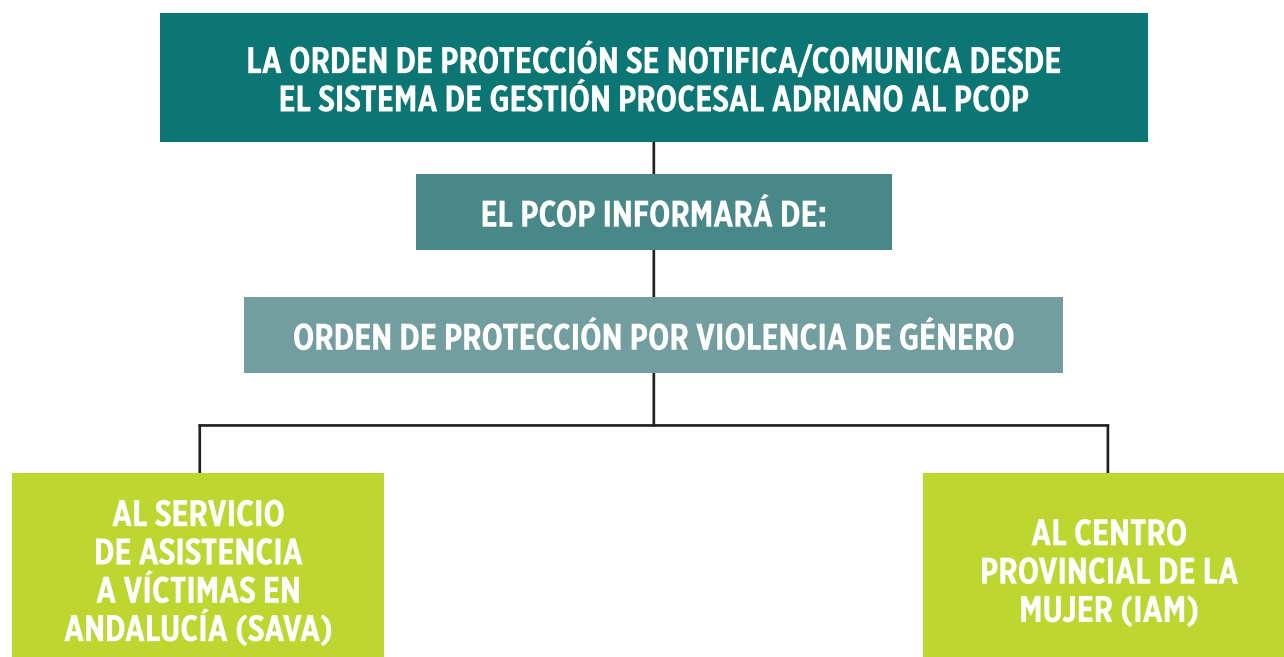 LA ORDEN DE PROTECCIÓN SE NOTIFICA/COMUNICA DESDE
EL SISTEMA DE GESTIÓN PROCESAL ADRIANO AL PCOP
EL PCOP INFORMARÁ DE:
ORDEN DE PROTECCIÓN POR VIOLENCIA DE GÉNERO
AL SERVICIO
DE ASISTENCIA
A VÍCTIMAS EN
ANDALUCÍA (SAVA)
AL CENTRO
PROVINCIAL DE LA
MUJER (IAM)